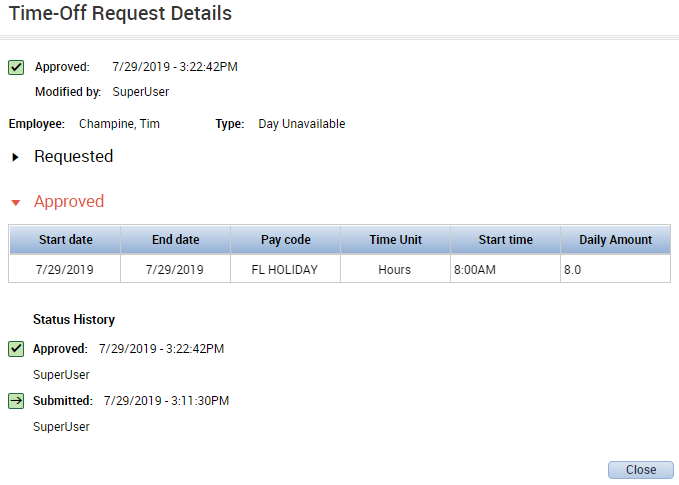 Time-Off Request Details
Approved: 7/29/2019 - 3:22:42PM
Modified by: SuperUser
Employee: Champine, Tim Type: Day Unavailable
Requested
Approved
Start date End date Pay code Time Unit Start time Daily Amount
7/29/2019 7/29/2019 FL HOLIDAY Hours 8:00AM 8.0
Status History
Approved: 7/29/2019 - 3:22:42PM
SuperUser
Submitted: 7/29/2019 - 3:11:30PM
SuperUser
Close